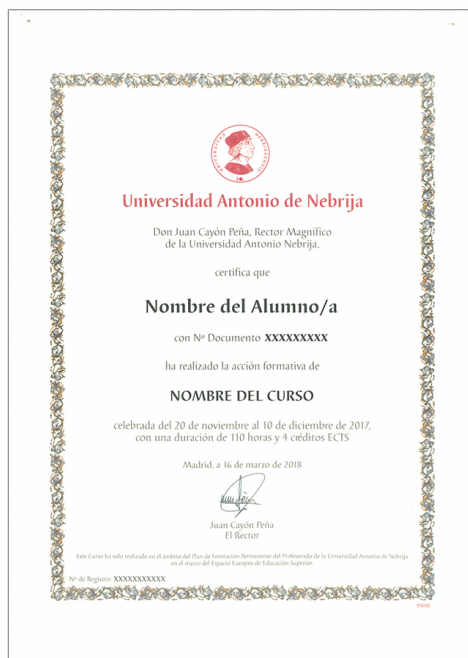 UNIVERSITAS NEBRISSENSIS
Universidad Antonio de Nebrija
Don Juan Cayón Peña, Rector Magnífico
de la Universidad Antonio Nebrija,
certifica que
Nombre del Alumno/a
con Nº Documento XXXXXXXXX
ha realizado la acción formativa de
NOMBRE DEL CURSO
celebrada del 20 de noviembre al 10 de diciembre de 2017,
con una duración de 110 horas y 4 créditos ECTS
Madrid, a 16 de marzo de 2018
Juan Cayón Peña
El Rector
Este Curso ha sido realizado en el ámbito del Plan de Formación Permanente del Profesorado de la Universidad Antonio de Nebrija
en el marco del Espacio Europeo de Educación Superior.
Nº de Registro: XXXXXXXXXXX
SIGNE